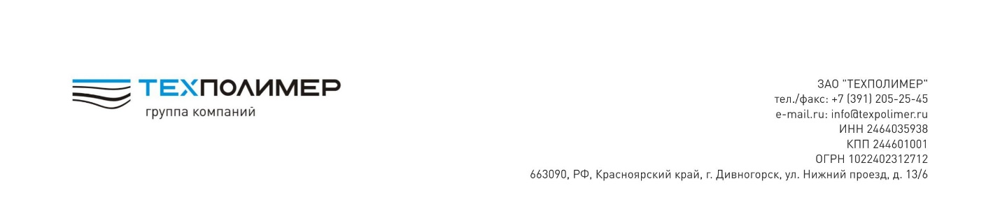 ТЕХПОЛИМЕР
группа компаний
ЗАО "ТЕХПОЛИМЕР"
тел./факс: +7 (391) 205-25-45
e-mail.ru: info@texpolimer.ru
ИНН 2464035938
КПП 244601001
ОГРН 1022402312712
663090, РФ, Красноярский край, г. Дивногорск, ул. Нижний проезд, д. 13/6